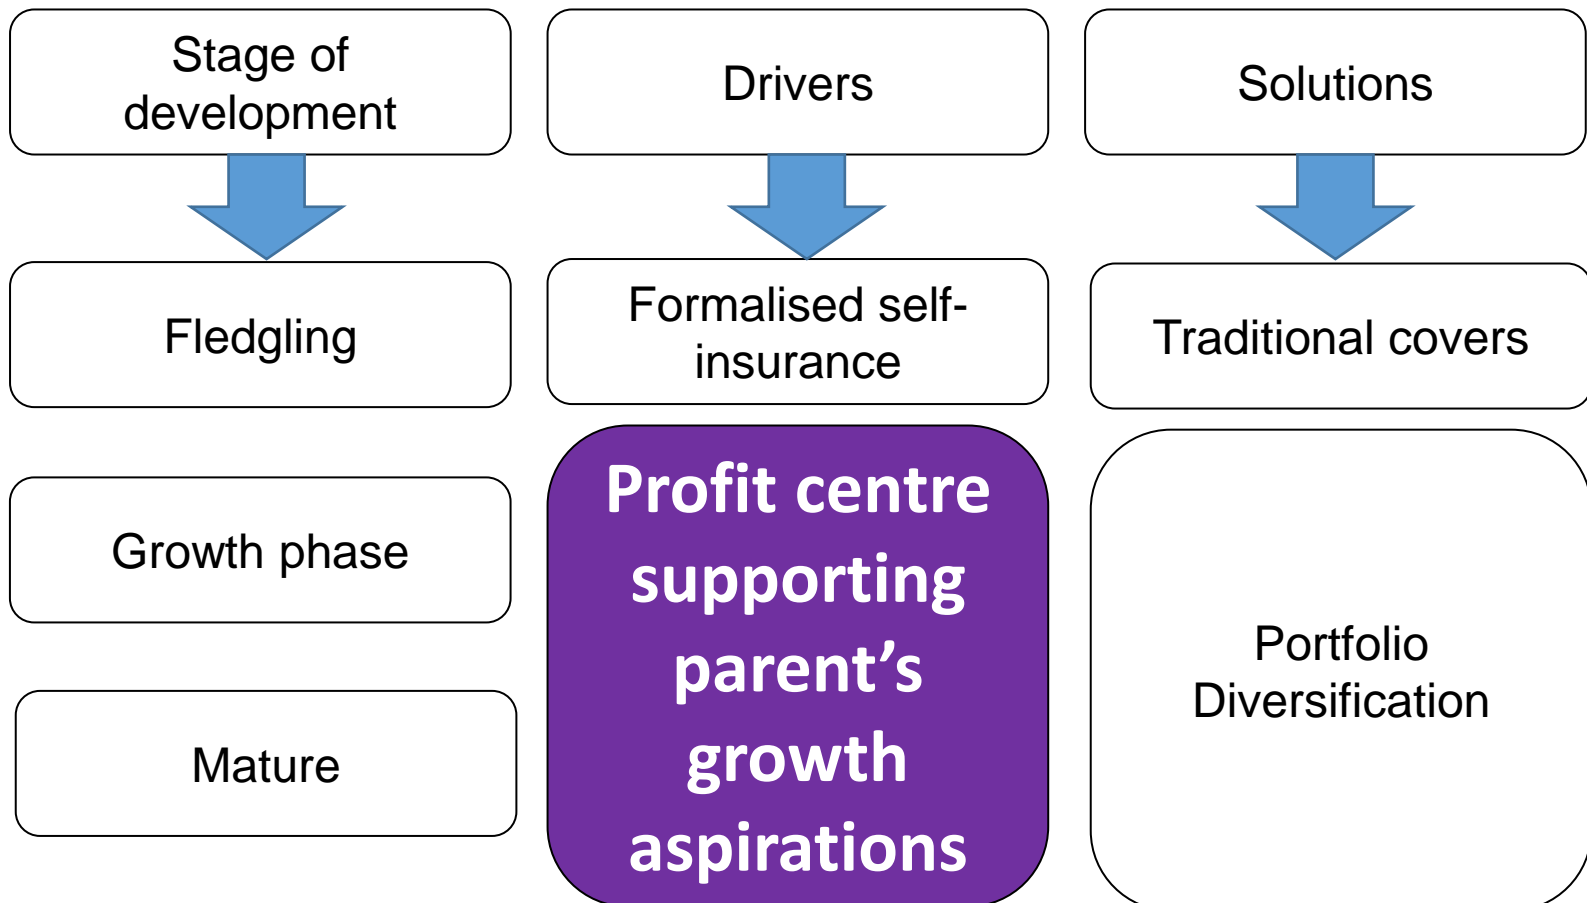 Stage of
development
Drivers
Solutions
Fledgling
Formalised self-
insurance
Traditional covers
Growth phase
Mature
Profit centre
supporting
parent’s
growth
aspirations
Portfolio
Diversification